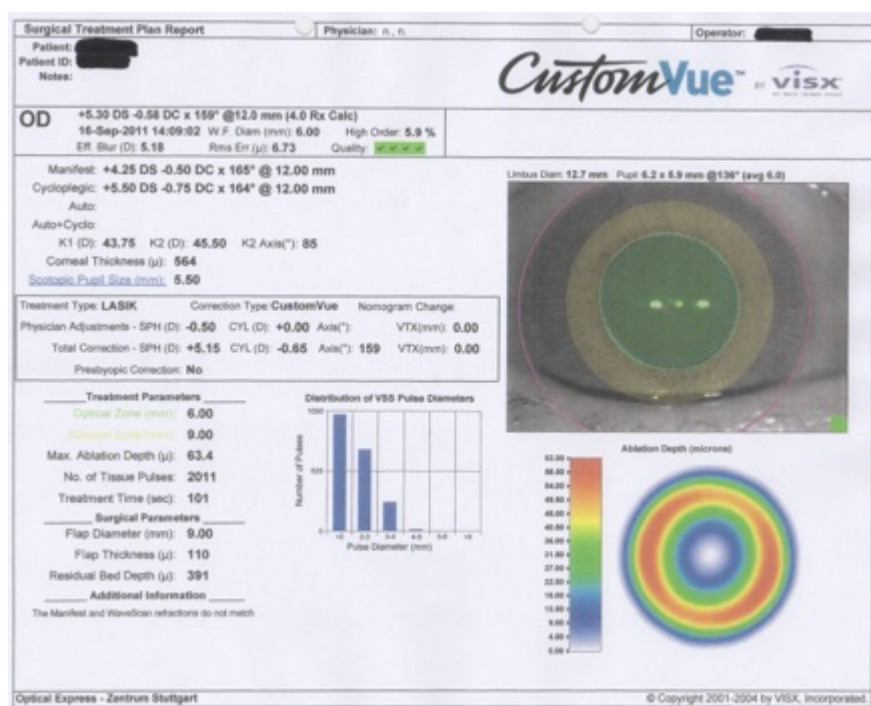 Surgical Treatment Plan Report Physician: n., n. Operator:
Patient:
Patient ID:
Notes:
CustomVue™ BY VISX
OD +5.30 DS -0.58 DC x 159° @12.0 mm (4.0 Rx Calc)
16-Sep-2011 14:09:02 W.F. Diam (mm): 6.00 High Order: 5.9 %
Eff. Blur (D): 5.18 Rms Err (µ): 6.73 Quality:
Manifest: +4.25 DS -0.50 DC x 165° @ 12.00 mm
Cycloplegic: +5.50 DS -0.75 DC x 164° @ 12.00 mm
Auto:
Auto+Cyclo:
K1 (D): 43.75 K2 (D): 45.50 K2 Axis(°): 85
Corneal Thickness (µ): 564
Scotopic Pupil Size (mm): 5.50
Limbus Diam: 12.7 mm Pupil: 6.2 x 5.9 mm @136° (avg 6.0)
Treatment Type: LASIK Correction Type: CustomVue Nomogram Change:
Physician Adjustments - SPH (D): -0.50 CYL (D): +0.00 Axis(°): VTX(mm): 0.00
Total Correction - SPH (D): +5.15 CYL (D): -0.65 Axis(°): 159 VTX(mm): 0.00
Presbyopic Correction: No
Treatment Parameters
Optical Zone (mm): 6.00
Ablation Zone (mm): 9.00
Max. Ablation Depth (µ): 63.4
No. of Tissue Pulses: 2011
Treatment Time (sec): 101
Surgical Parameters
Flap Diameter (mm): 9.00
Flap Thickness (µ): 110
Residual Bed Depth (µ): 391
Additional Information
The Manifest and WaveScan refractions do not match
Distribution of VSS Pulse Diameters
Number of Pulses
0
Pulse Diameter (mm)
Ablation Depth (microns)
Optical Express - Zentrum Stuttgart © Copyright 2001-2004 by VISX, Incorporated.